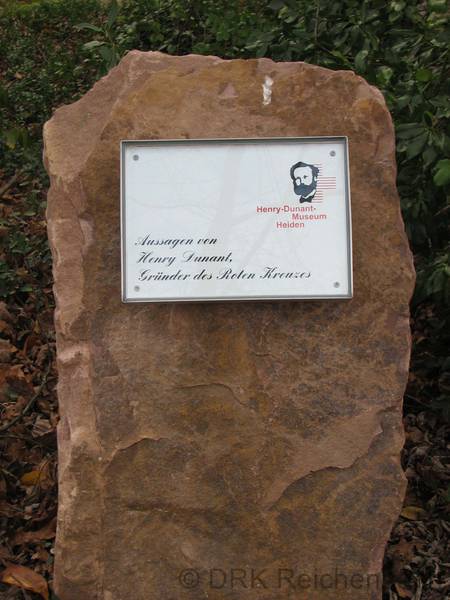 Henry-Dunant-
Museum
Heiden
Aussagen von
Henry Dunant,
Gründer des Roten Kreuzes
© DRK Reichen